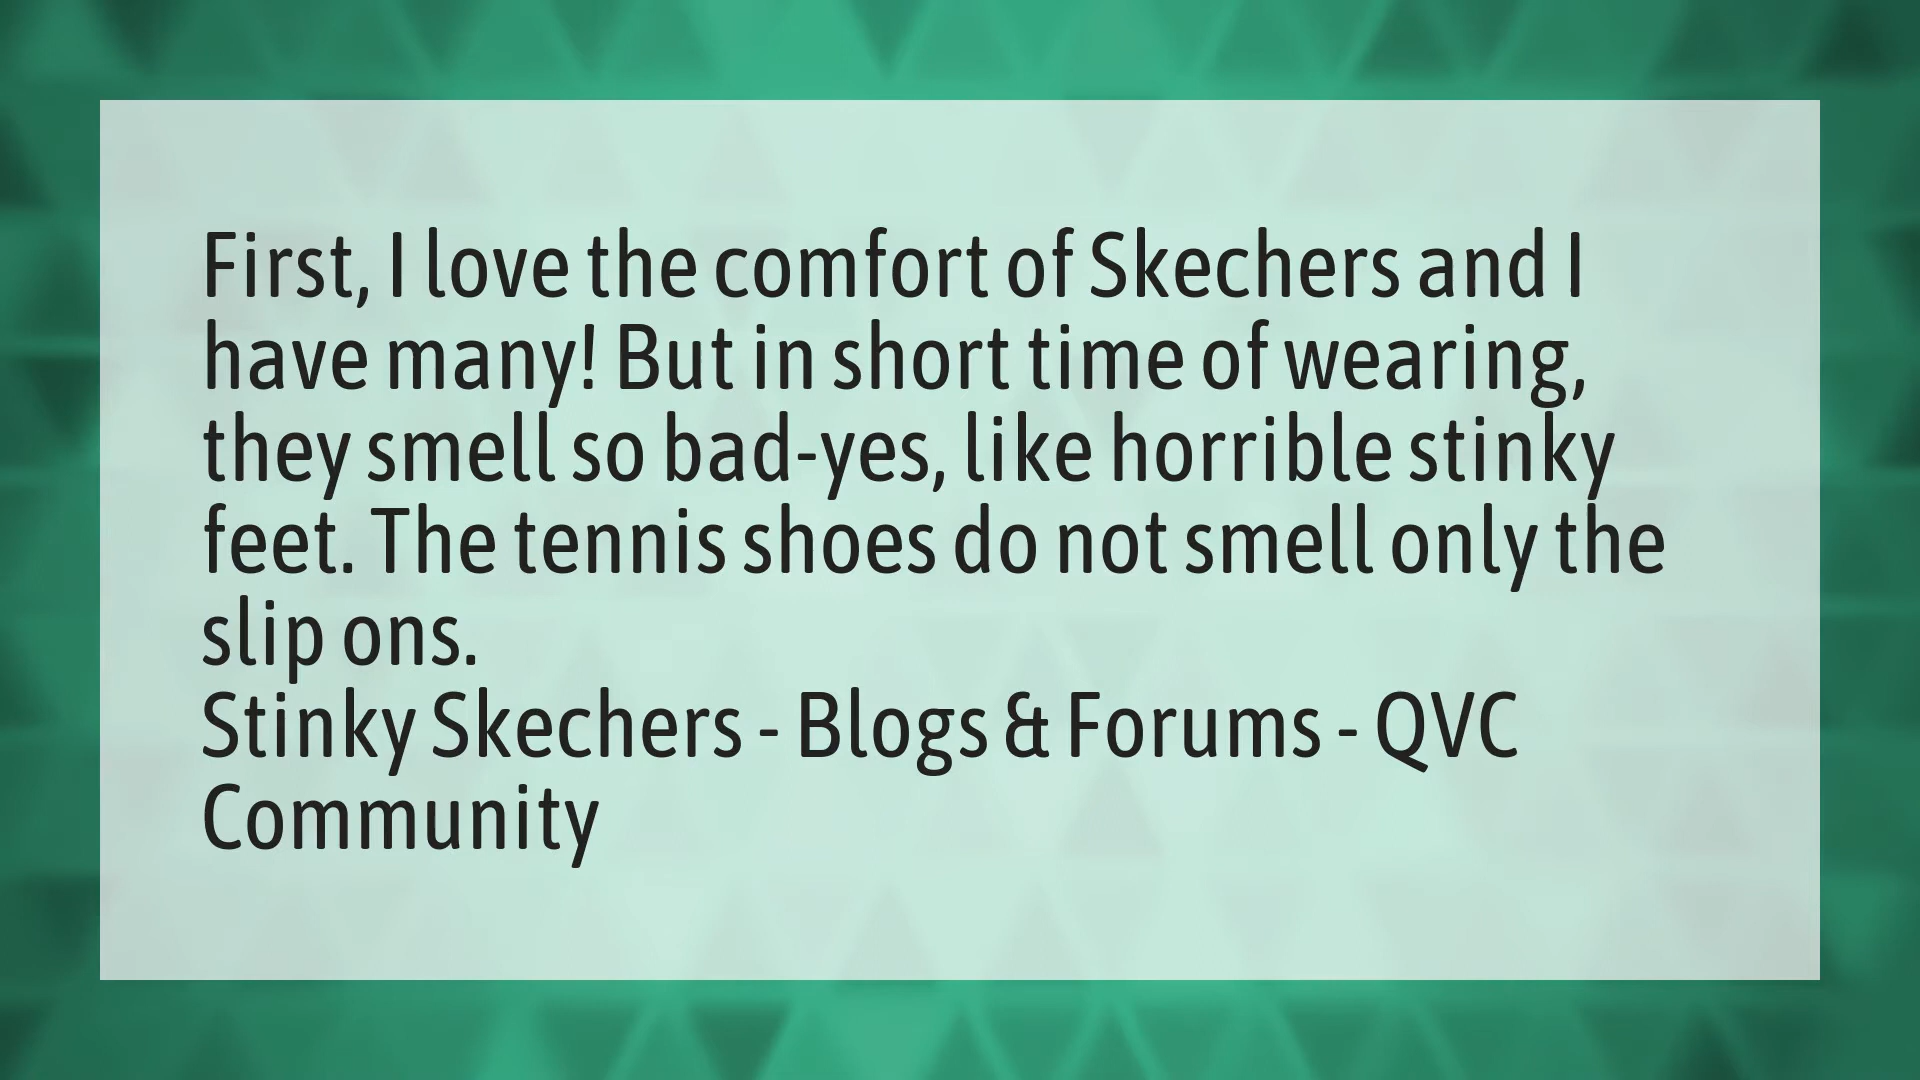 First, I love the comfort of Skechers and I
have many! But in short time of wearing,
they smell so bad-yes, like horrible stinky
feet. The tennis shoes do not smell only the
slip ons.
Stinky Skechers - Blogs & Forums - QVC
Community